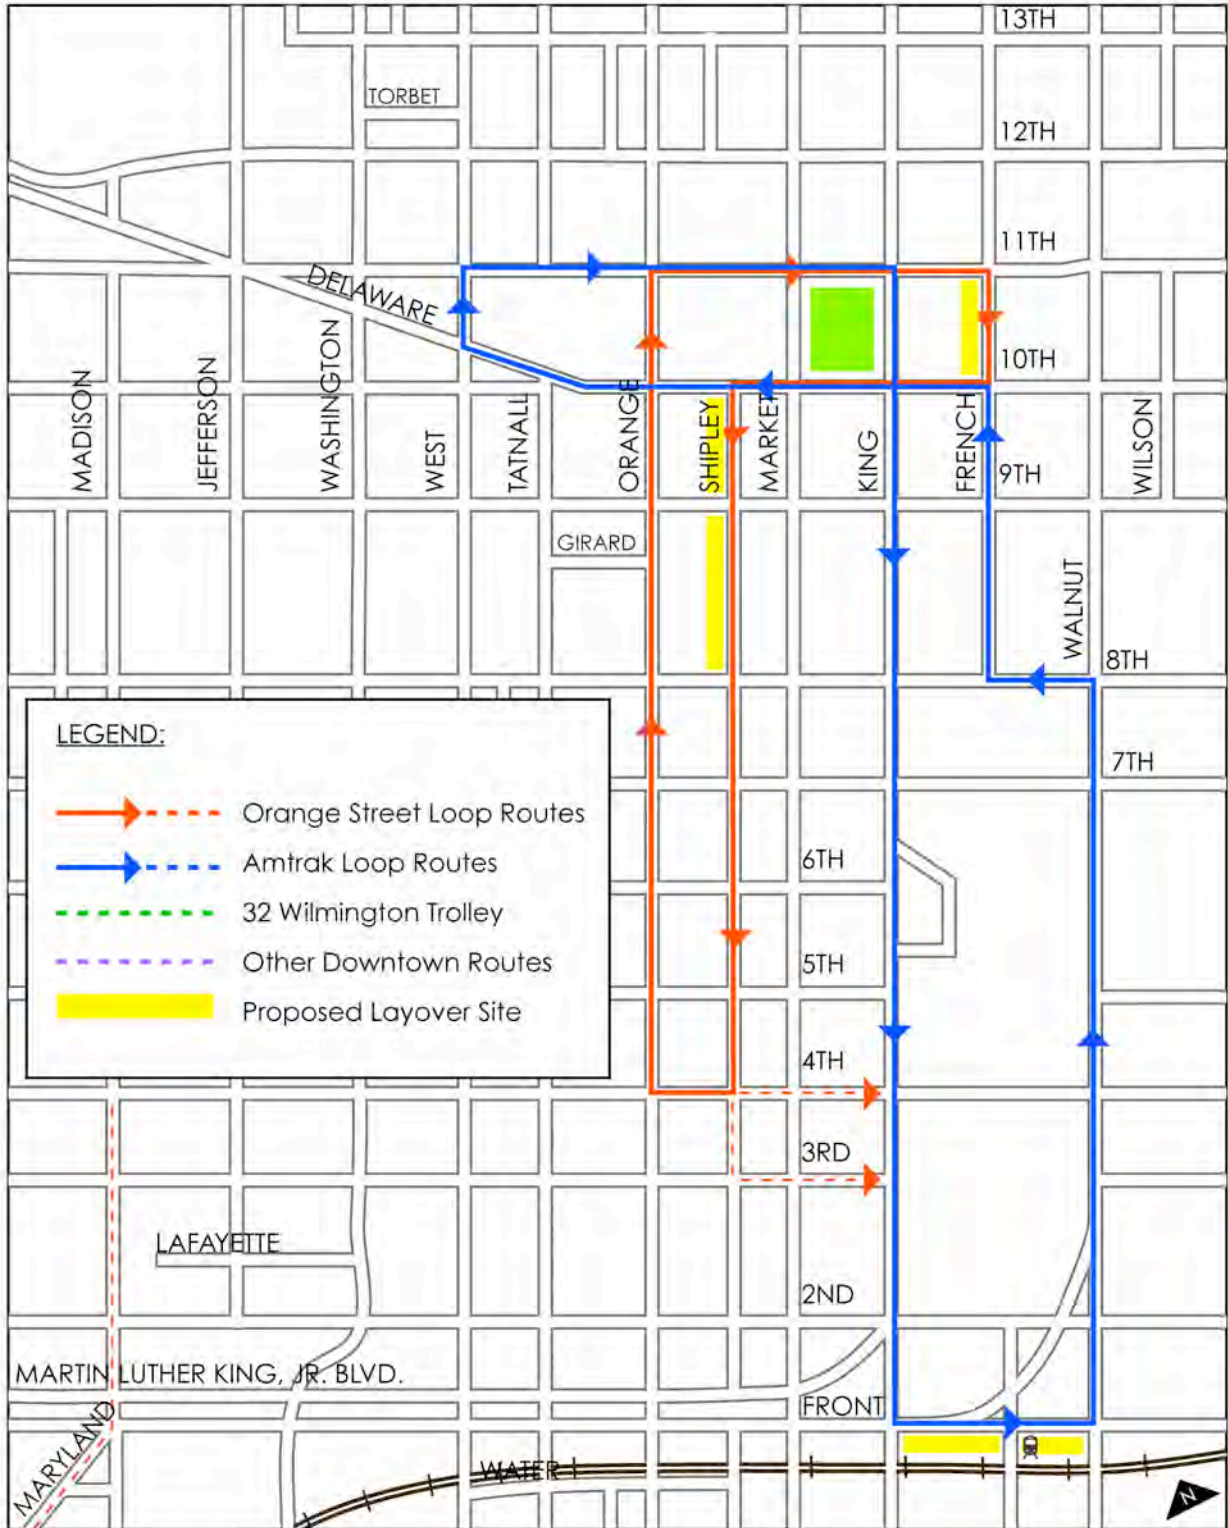 13TH
TORBET
12TH
11TH
DELAWARE
10TH
MADISON
JEFFERSON
WASHINGTON
WEST
TATNALL
ORANGE
SHIPLEY
MARKET
KING
FRENCH
9TH
WILSON
GIRARD
WALNUT
8TH
LEGEND:
7TH
Orange Street Loop Routes
Amtrak Loop Routes
6TH
32 Wilmington Trolley
Other Downtown Routes
5TH
Proposed Layover Site
4TH
3RD
LAFAYETTE
2ND
MARTIN LUTHER KING, JR. BLVD.
FRONT
MARYLAND
WATER
N